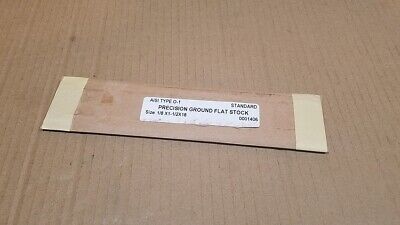 AISI TYPE O-1 STANDARD
PRECISION GROUND FLAT STOCK
Size 1/8 X1-1/2X18 0001406